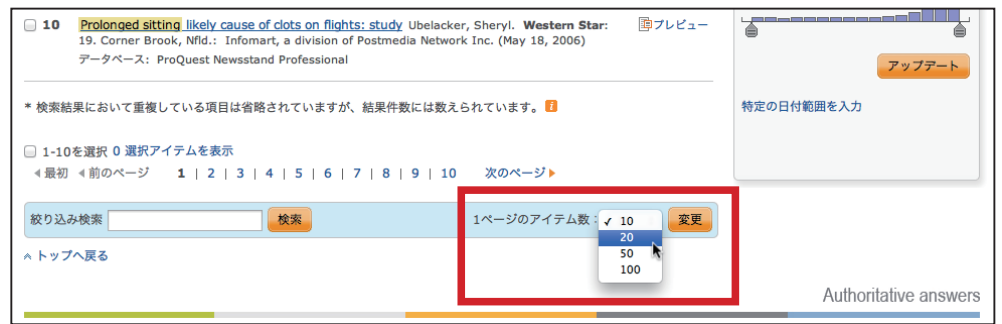 10 Prolonged sitting likely cause of clots on flights: study Ubelacker, Sheryl. Western Star: プレビュー
19. Corner Brook, Nfld.: Infomart, a division of Postmedia Network Inc. (May 18, 2006)
データベース: ProQuest Newsstand Professional
アップデート
* 検索結果において重複している項目は省略されていますが、結果件数には数えられています。 i
特定の日付範囲を入力
1-10を選択 0 選択アイテムを表示
最初 前のページ 1 | 2 | 3 | 4 | 5 | 6 | 7 | 8 | 9 | 10 次のページ
絞り込み検索 検索 1ページのアイテム数: ✓ 10 変更
20
50
100
トップへ戻る
Authoritative answers